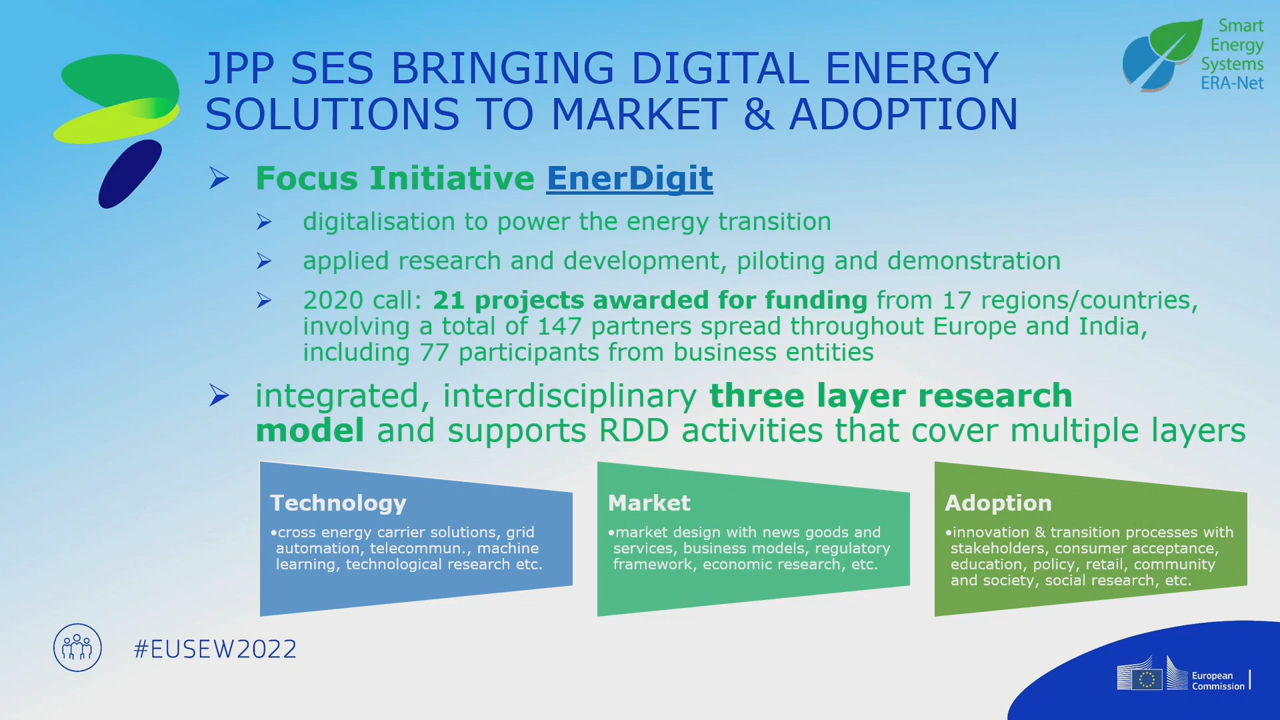 JPP SES BRINGING DIGITAL ENERGY
SOLUTIONS TO MARKET & ADOPTION
Smart
Energy
Systems
ERA-Net
Focus Initiative EnerDigit
digitalisation to power the energy transition
applied research and development, piloting and demonstration
2020 call: 21 projects awarded for funding from 17 regions/countries,
involving a total of 147 partners spread throughout Europe and India,
including 77 participants from business entities
integrated, interdisciplinary three layer research
model and supports RDD activities that cover multiple layers
Technology
•cross energy carrier solutions, grid
automation, telecommun., machine
learning, technological research etc.
Market
•market design with news goods and
services, business models, regulatory
framework, economic research, etc.
Adoption
•innovation & transition processes with
stakeholders, consumer acceptance,
education, policy, retail, community
and society, social research, etc.
#EUSEW2022
European
Commission